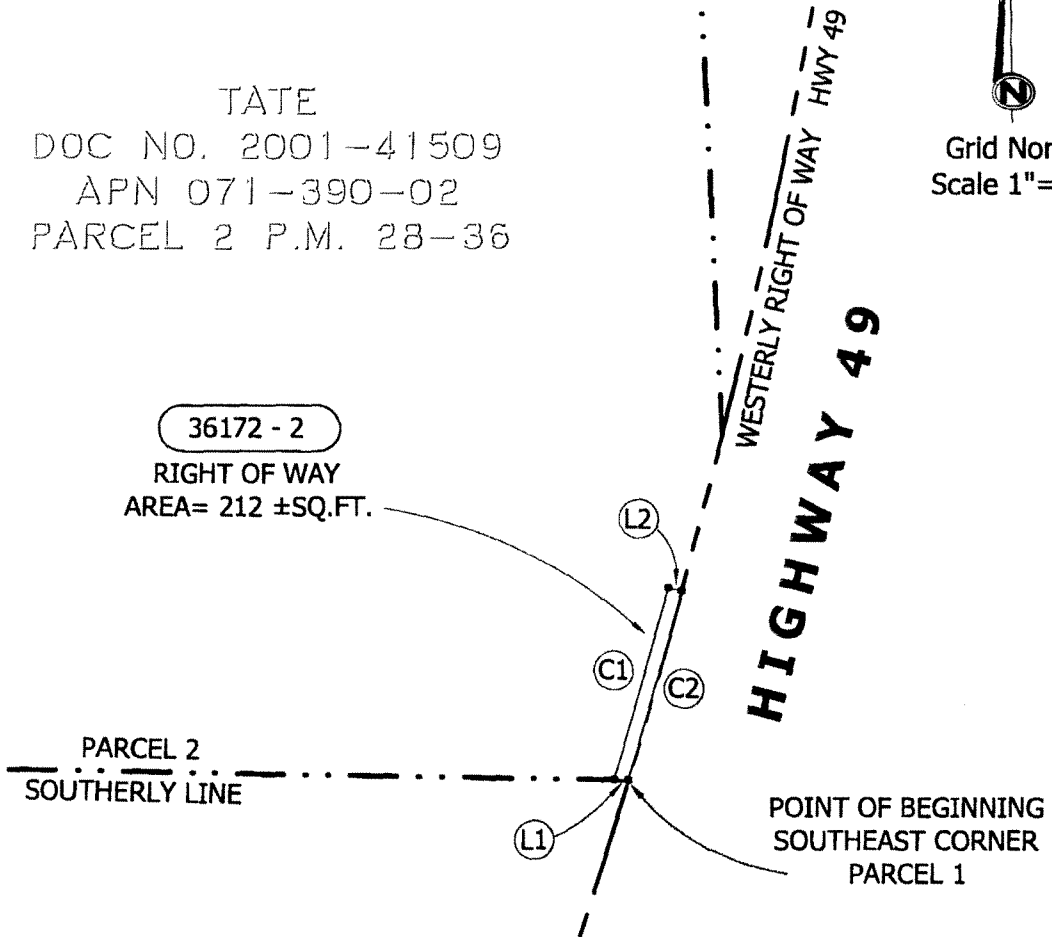 TATE
DOC NO. 2001-41509
APN 071-390-02
PARCEL 2 P.M. 28-36
N
Grid Nor
Scale 1"=
WESTERLY RIGHT OF WAY HWY 49
HIGHWAY 49
36172 - 2
RIGHT OF WAY
AREA= 212 ±SQ.FT.
L2
C1
C2
PARCEL 2
SOUTHERLY LINE
L1
POINT OF BEGINNING
SOUTHEAST CORNER
PARCEL 1